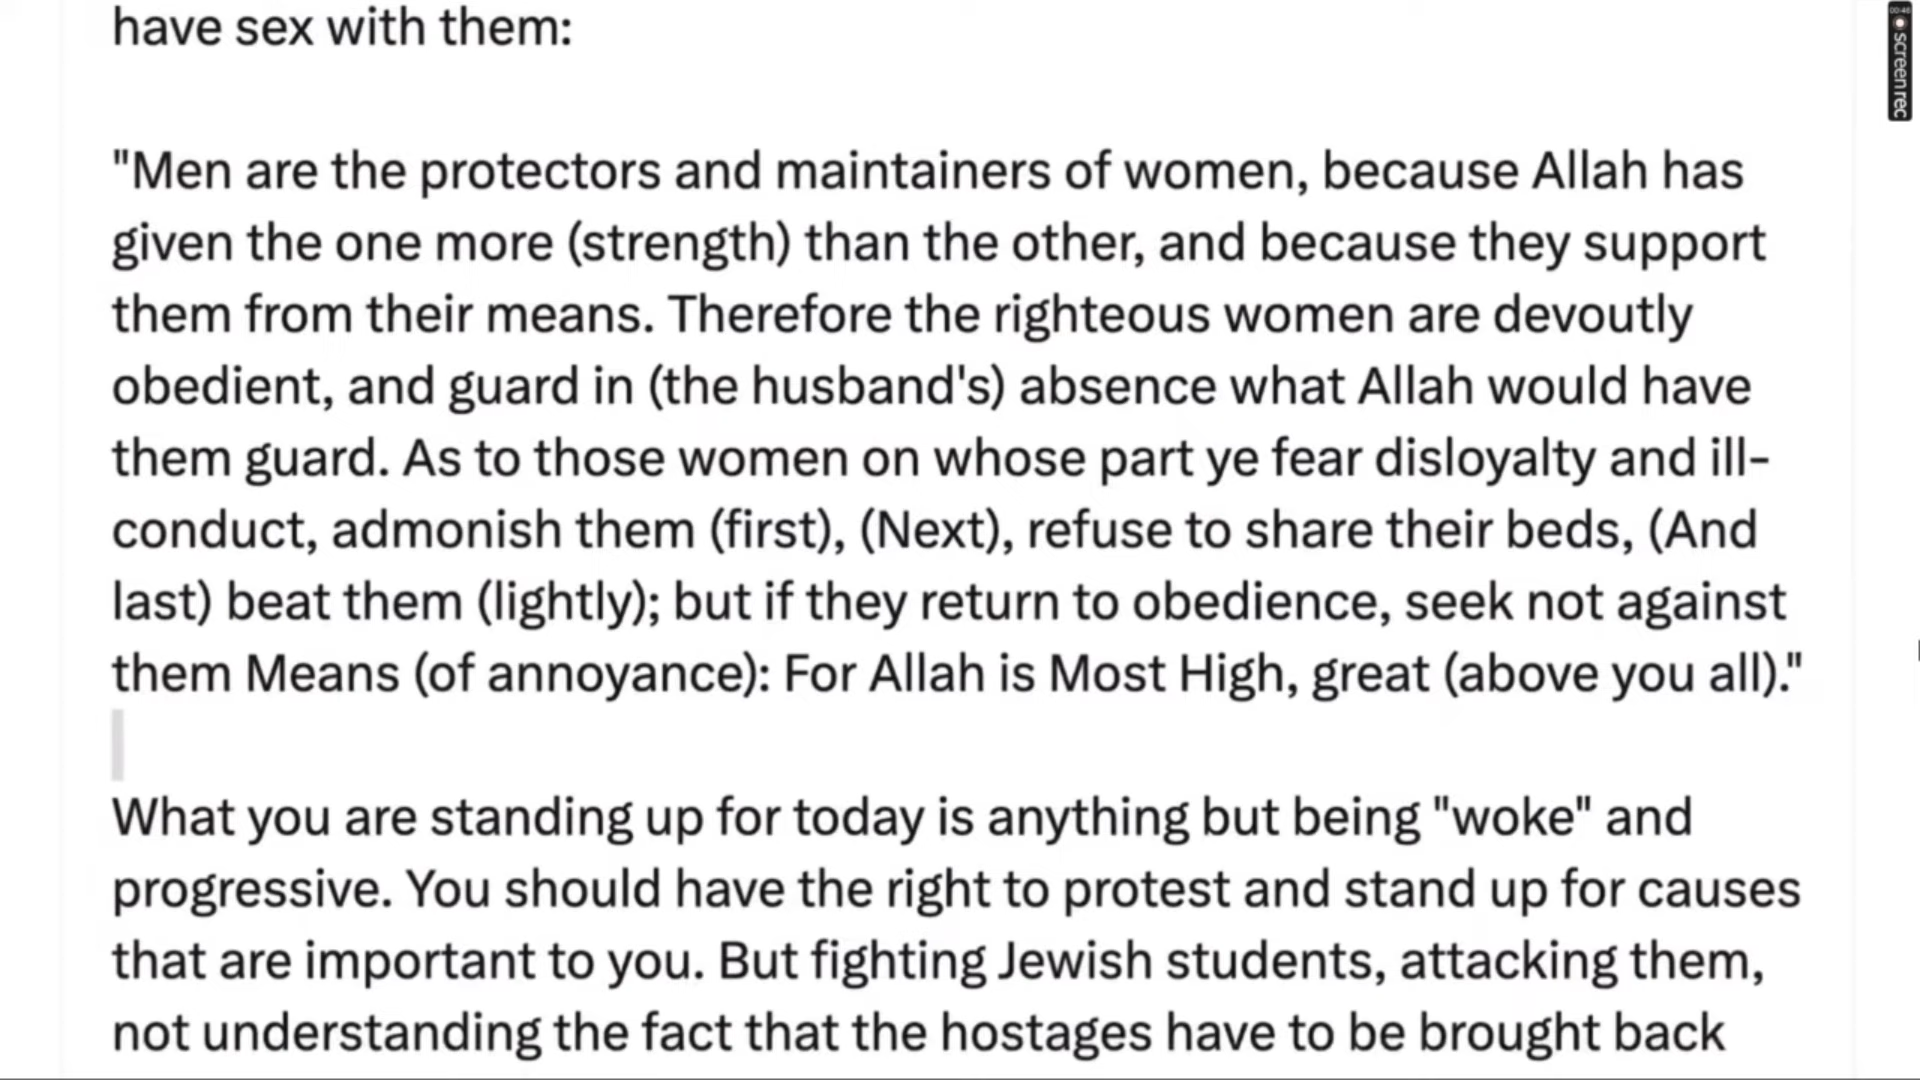 have sex with them:
"Men are the protectors and maintainers of women, because Allah has
given the one more (strength) than the other, and because they support
them from their means. Therefore the righteous women are devoutly
obedient, and guard in (the husband's) absence what Allah would have
them guard. As to those women on whose part ye fear disloyalty and ill-
conduct, admonish them (first), (Next), refuse to share their beds, (And
last) beat them (lightly); but if they return to obedience, seek not against
them Means (of annoyance): For Allah is Most High, great (above you all)."
What you are standing up for today is anything but being "woke" and
progressive. You should have the right to protest and stand up for causes
that are important to you. But fighting Jewish students, attacking them,
not understanding the fact that the hostages have to be brought back
00:46
screenrec